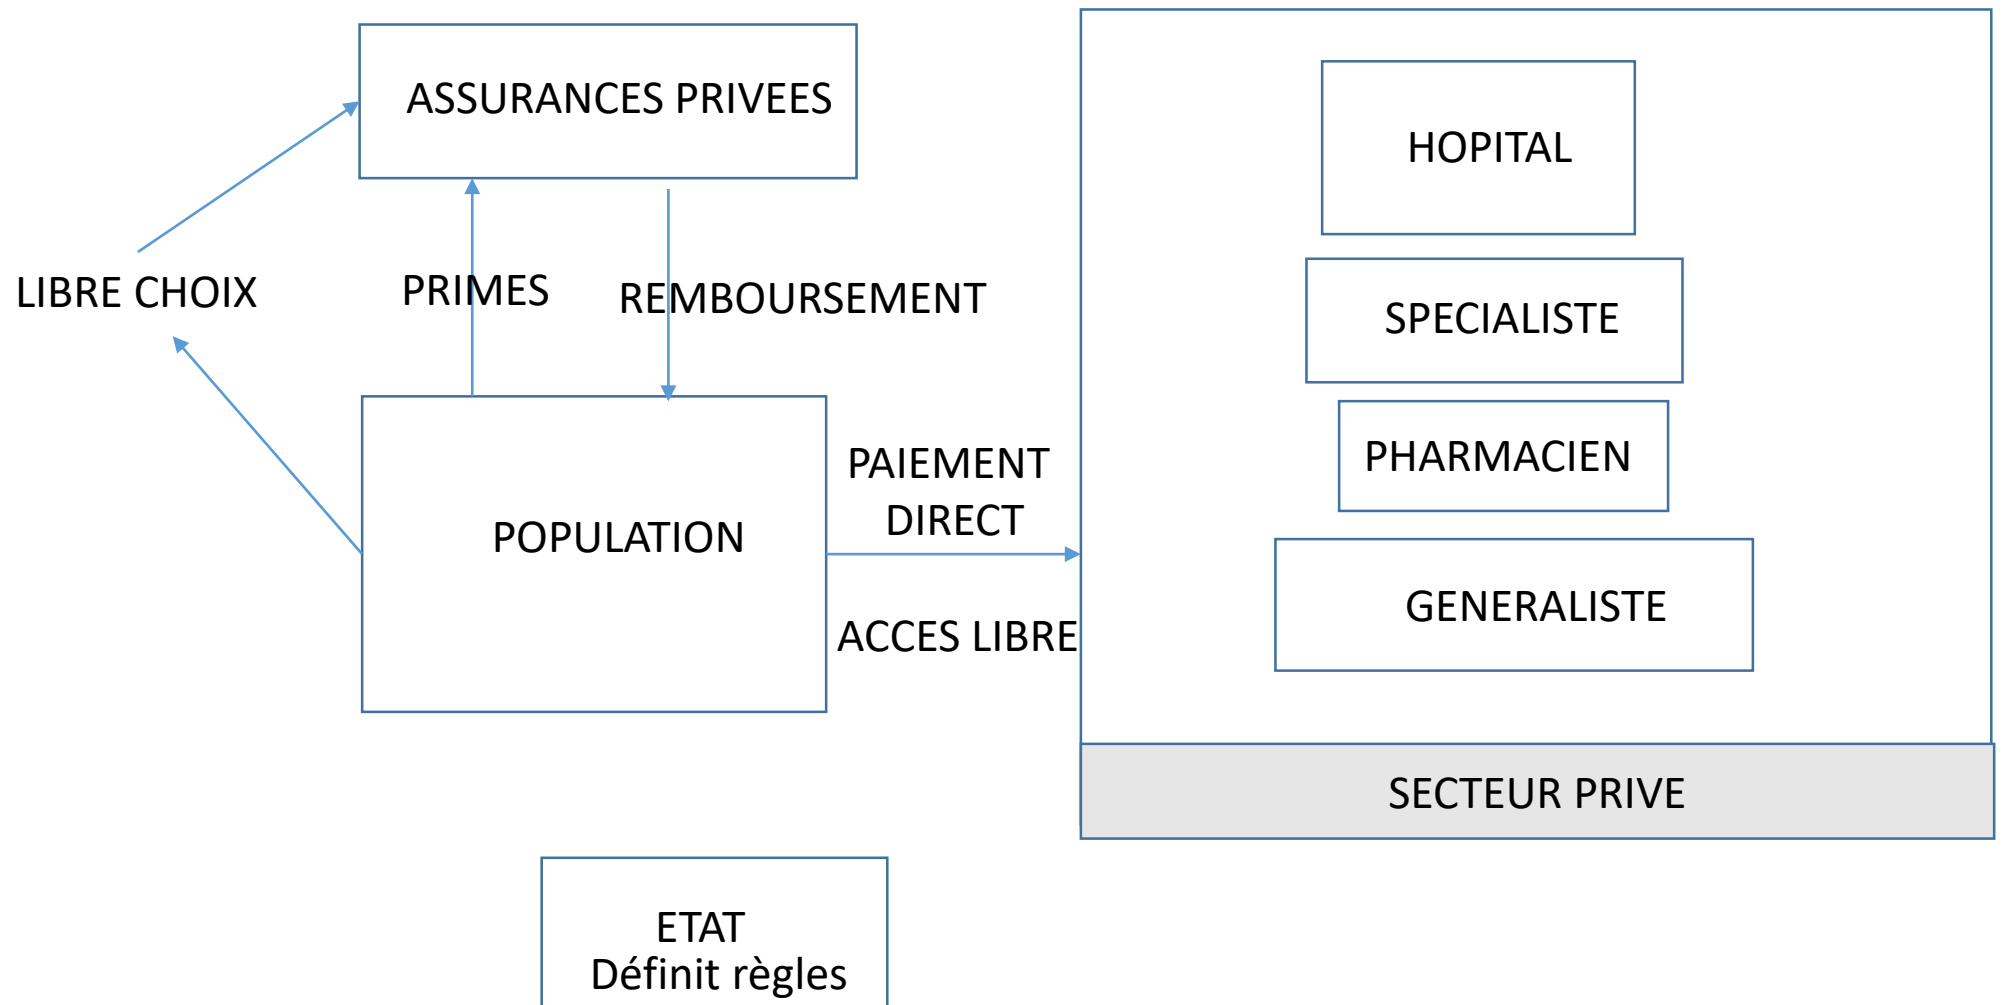 ASSURANCES PRIVEES
HOPITAL
LIBRE CHOIX
PRIMES
REMBOURSEMENT
SPECIALISTE
PAIEMENT
DIRECT
PHARMACIEN
POPULATION
ACCES LIBRE
GENERALISTE
SECTEUR PRIVE
ETAT
Définit règles